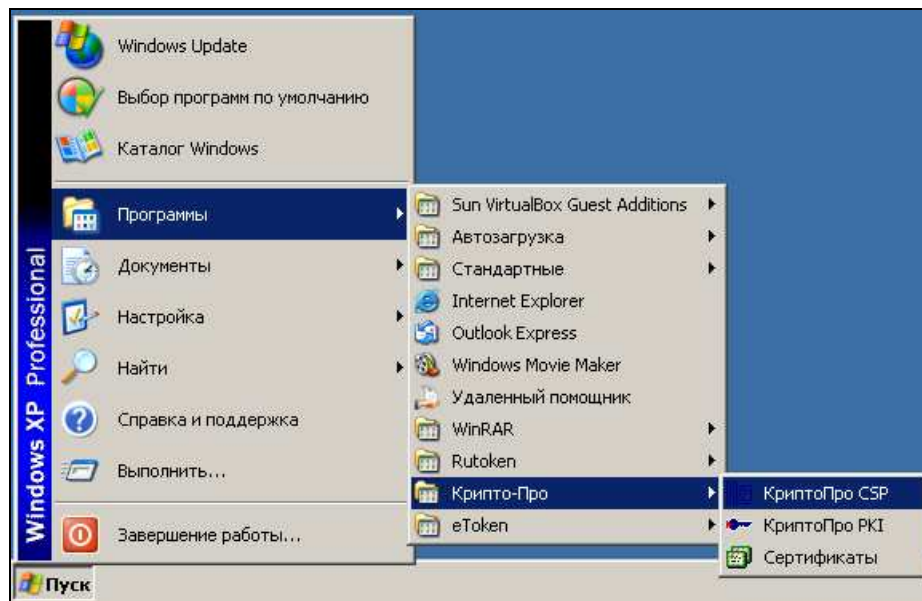 Windows XP Professional
Windows Update
Выбор программ по умолчанию
Каталог Windows
Программы
Документы
Настройка
Найти
Справка и поддержка
Выполнить...
Завершение работы...
Пуск
Sun VirtualBox Guest Additions
Автозагрузка
Стандартные
Internet Explorer
Outlook Express
Windows Movie Maker
Удаленный помощник
WinRAR
Rutoken
Крипто-Про
eToken
КриптоПро CSP
КриптоПро PKI
Сертификаты